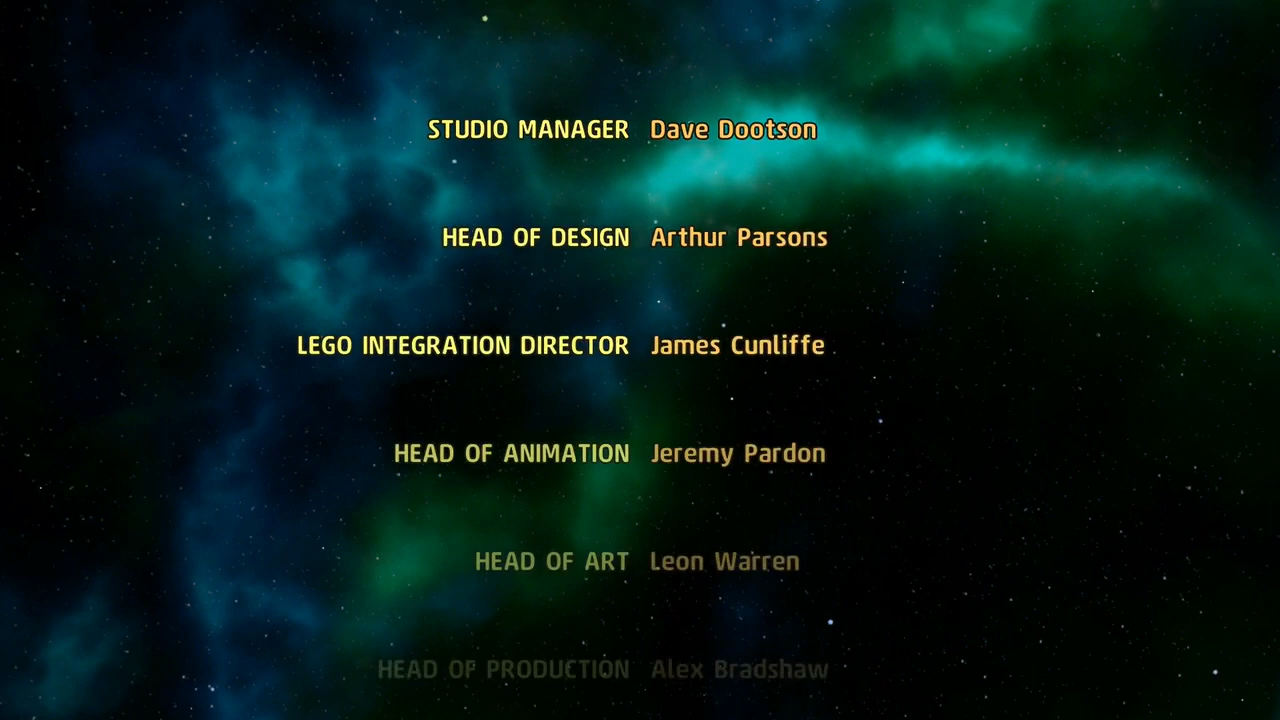 STUDIO MANAGER Dave Dootson
HEAD OF DESIGN Arthur Parsons
LEGO INTEGRATION DIRECTOR James Cunliffe
HEAD OF ANIMATION Jeremy Pardon
HEAD OF ART Leon Warren
HEAD OF PRODUCTION Alex Bradshaw